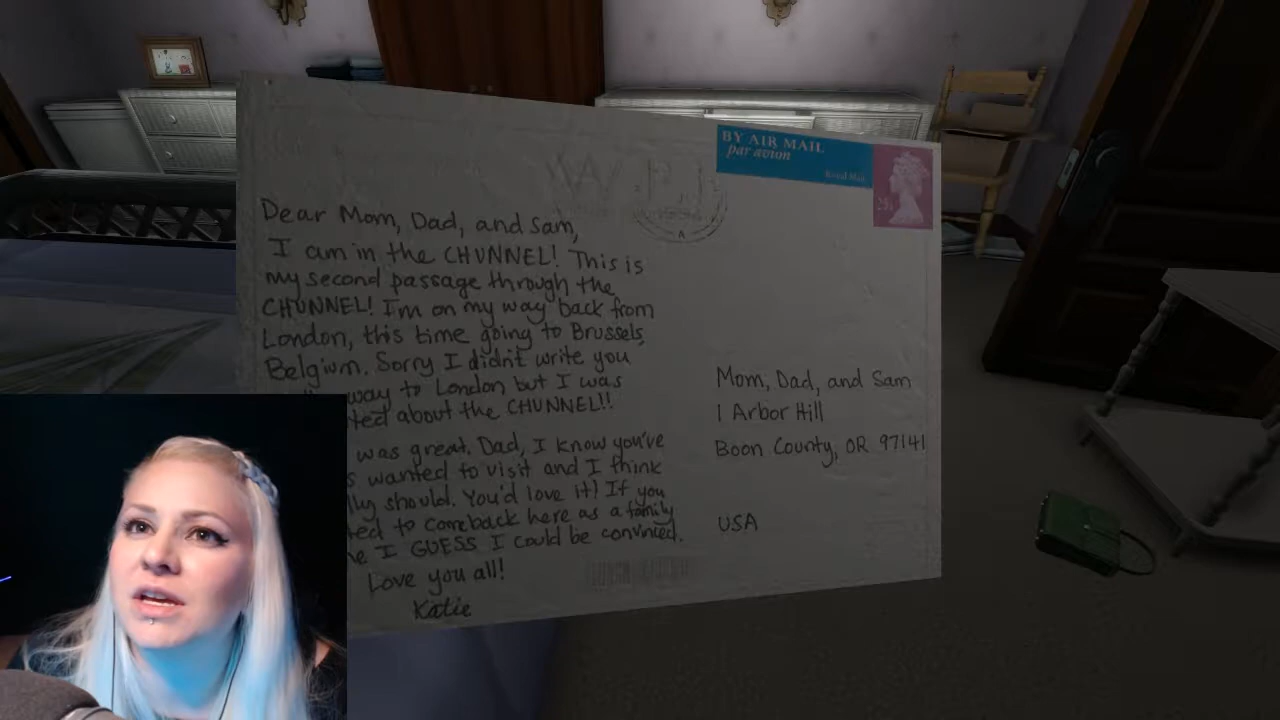 BY AIR MAIL
par avion
Royal Mail
Dear Mom, Dad, and Sam,
I am in the CHUNNEL! This is
my second passage through the
CHUNNEL! I'm on my way back from
London, this time going to Brussels,
Belgium. Sorry I didn't write you
way to London but I was
about the CHUNNEL!!
was great. Dad, I know you've
wanted to visit and I think
should. You'd love it! If you
to come back here as a family
I GUESS I could be convinced.
Love you all!
Katie
Mom, Dad, and Sam
1 Arbor Hill
Boon County, OR 97141
USA